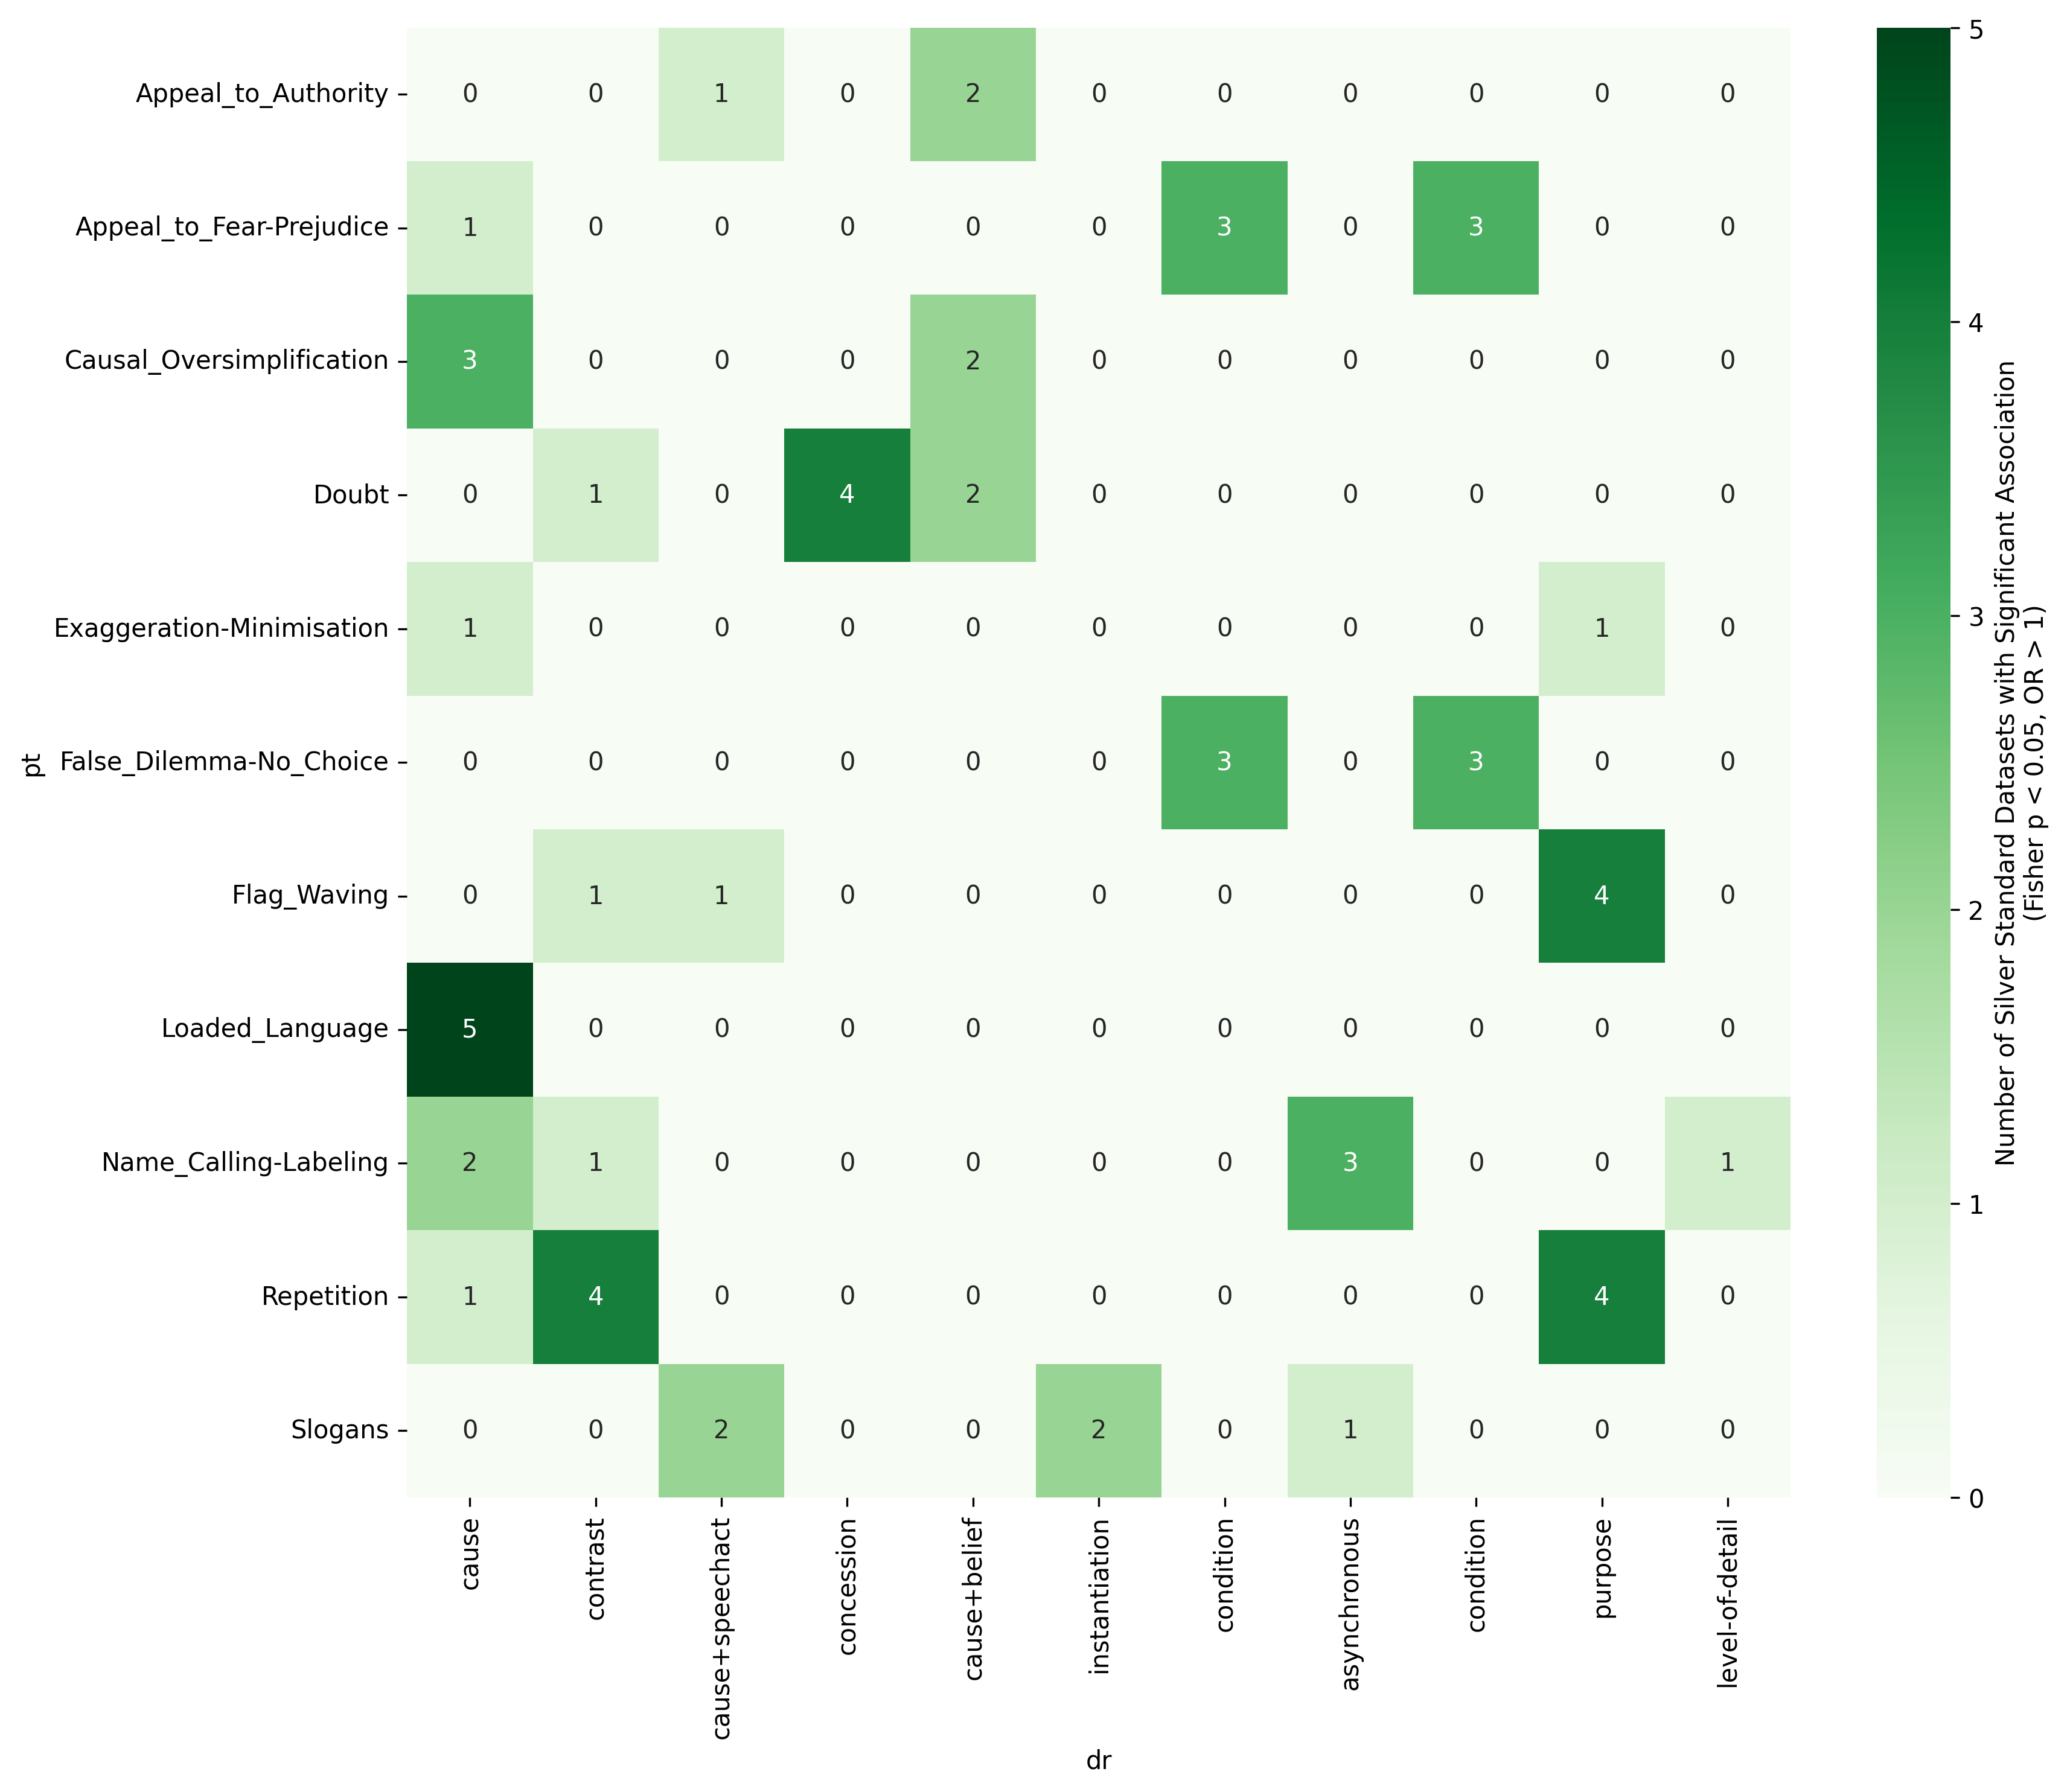 Appeal_to_Authority 0 0 1 0 2 0 0 0 0 0 0
Appeal_to_Fear-Prejudice 1 0 0 0 0 0 3 0 3 0 0
Causal_Oversimplification 3 0 0 0 2 0 0 0 0 0 0
Doubt 0 1 0 4 2 0 0 0 0 0 0
Exaggeration-Minimisation 1 0 0 0 0 0 0 0 0 1 0
False_Dilemma-No_Choice 0 0 0 0 0 0 3 0 3 0 0
Flag_Waving 0 1 1 0 0 0 0 0 0 4 0
Loaded_Language 5 0 0 0 0 0 0 0 0 0 0
Name_Calling-Labeling 2 1 0 0 0 0 0 3 0 0 1
Repetition 1 4 0 0 0 0 0 0 0 4 0
Slogans 0 0 2 0 0 2 0 1 0 0 0
pt
cause
contrast
cause+speechact
concession
cause+belief
instantiation
condition
asynchronous
condition
purpose
level-of-detail
dr
5
4
3
2
1
0
Number of Silver Standard Datasets with Significant Association
(Fisher p < 0.05, OR > 1)